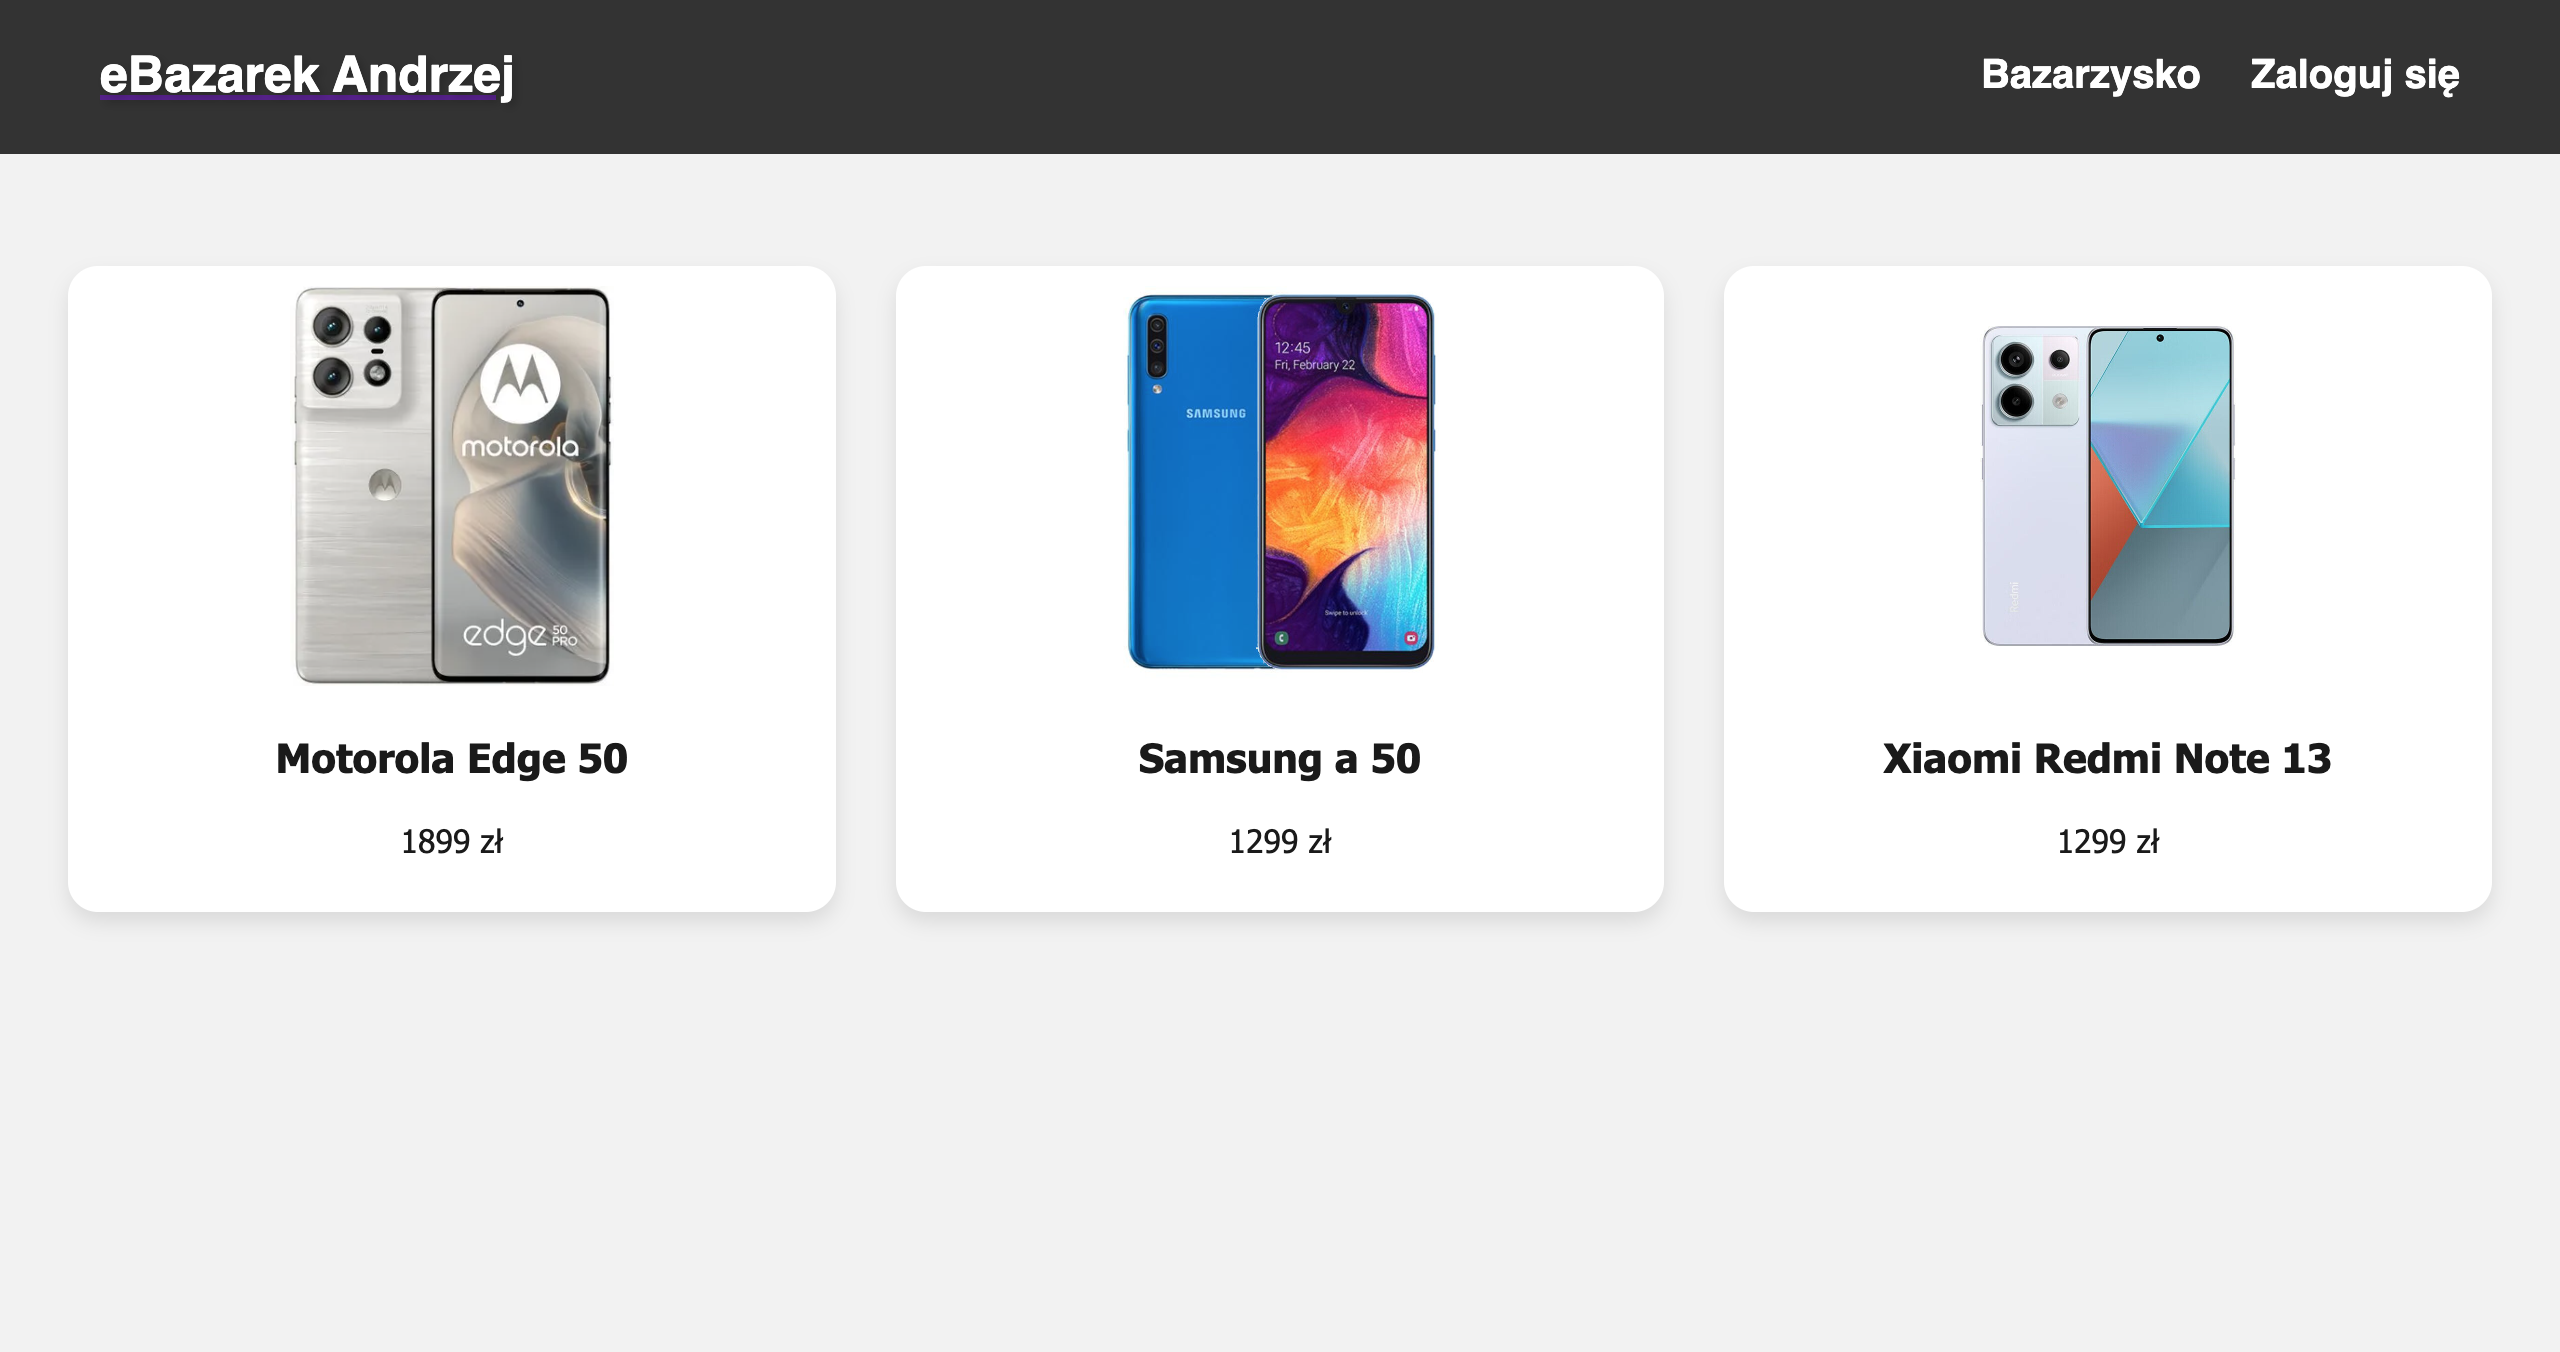 eBazarek Andrzej
Bazarzysko
Zaloguj się
motorola
edge 50 PRO
12:45
Fri, February 22
SAMSUNG
Swipe to unlock
Redmi
Motorola Edge 50
1899 zł
Samsung a 50
1299 zł
Xiaomi Redmi Note 13
1299 zł